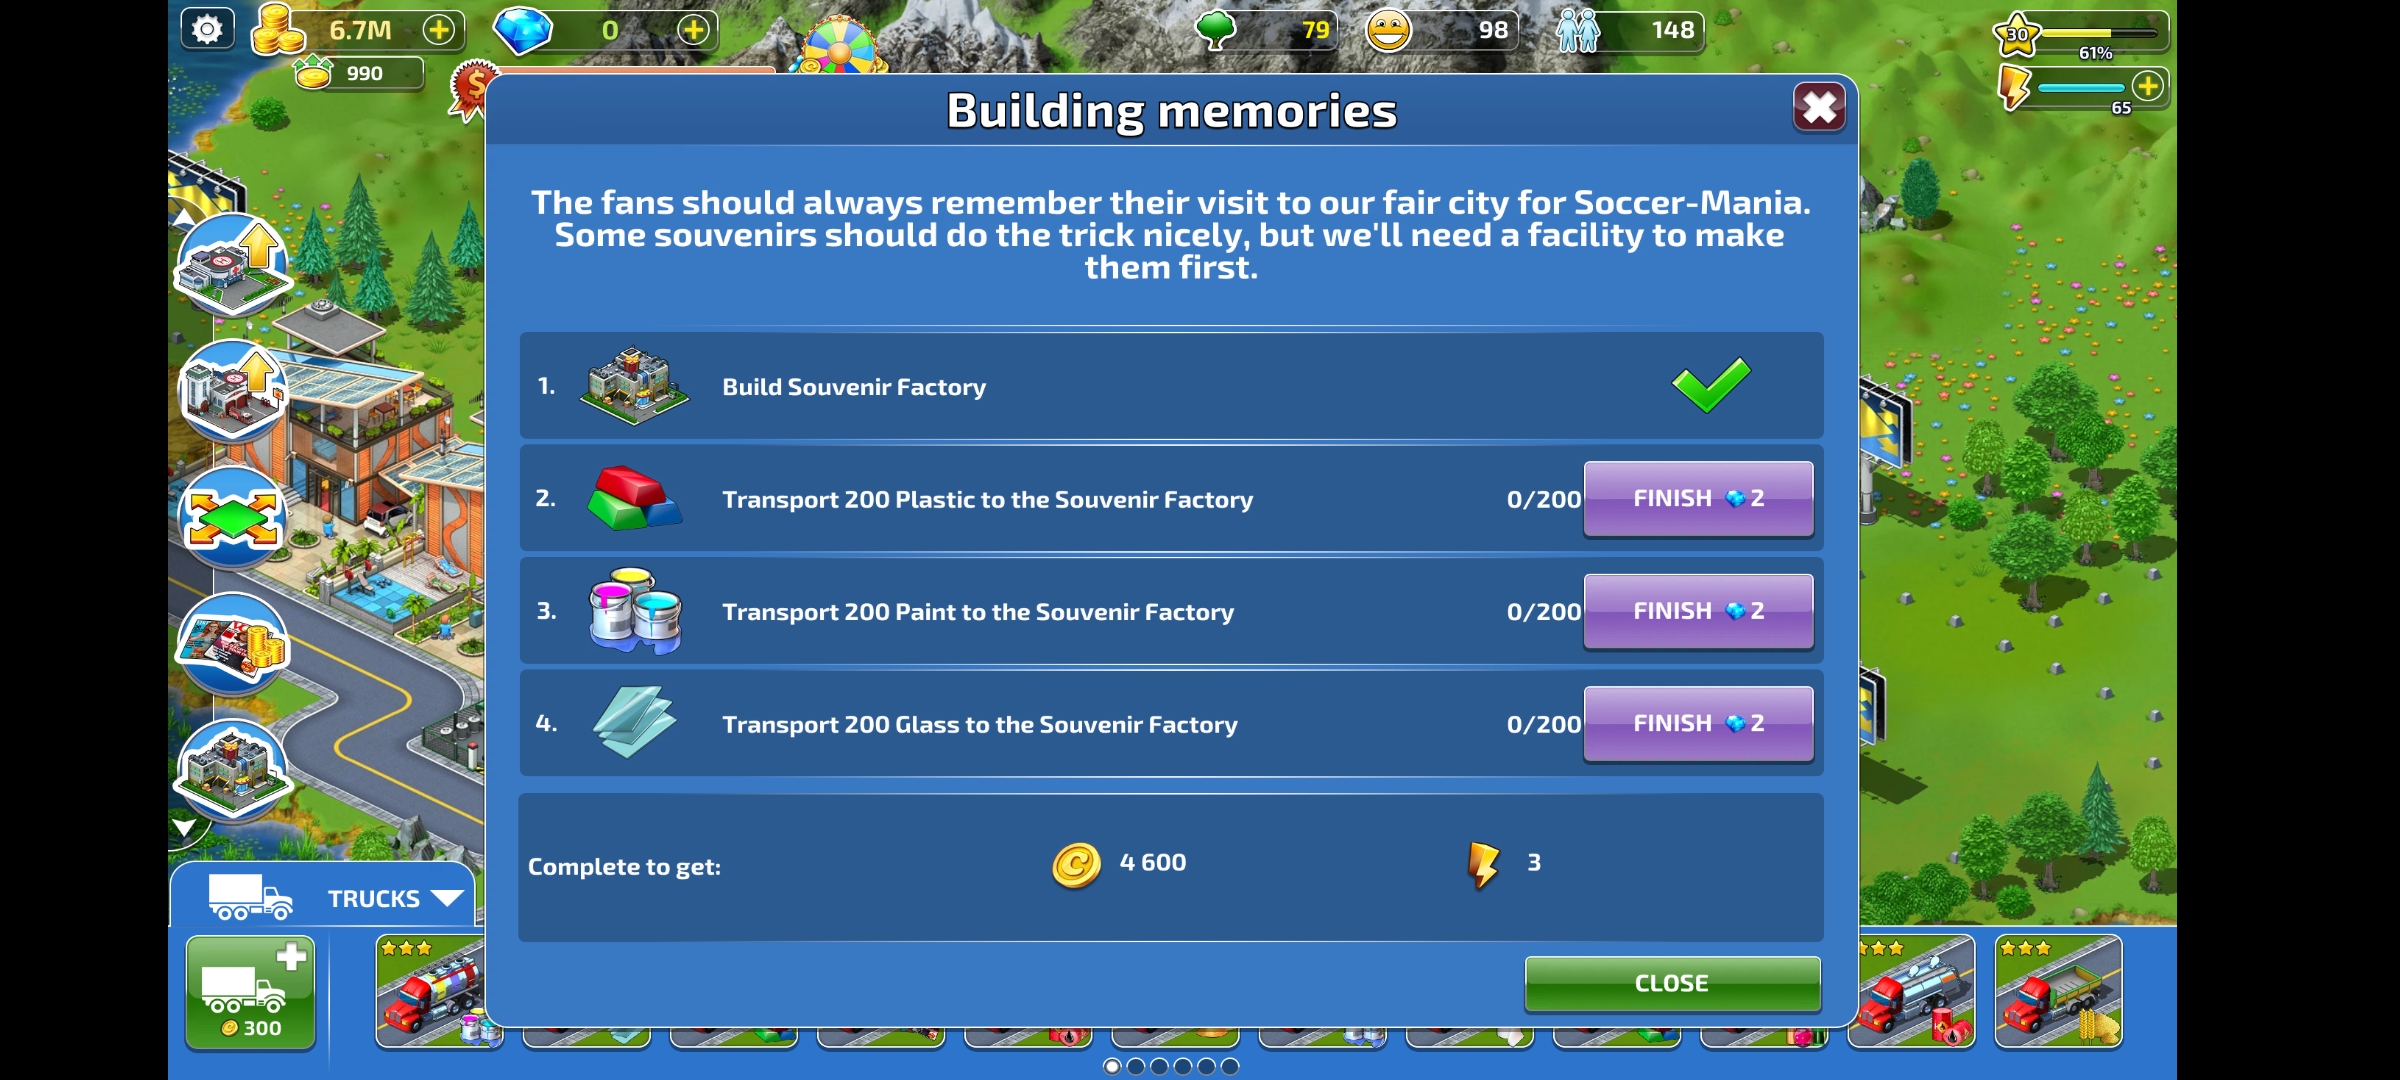 6.7M
0
79
98
148
30
61%
990
65
Building memories
The fans should always remember their visit to our fair city for Soccer-Mania.
Some souvenirs should do the trick nicely, but we'll need a facility to make
them first.
1.
Build Souvenir Factory
2.
Transport 200 Plastic to the Souvenir Factory
0/200
FINISH 2
3.
Transport 200 Paint to the Souvenir Factory
0/200
FINISH 2
4.
Transport 200 Glass to the Souvenir Factory
0/200
FINISH 2
Complete to get:
4 600
3
TRUCKS
CLOSE
300